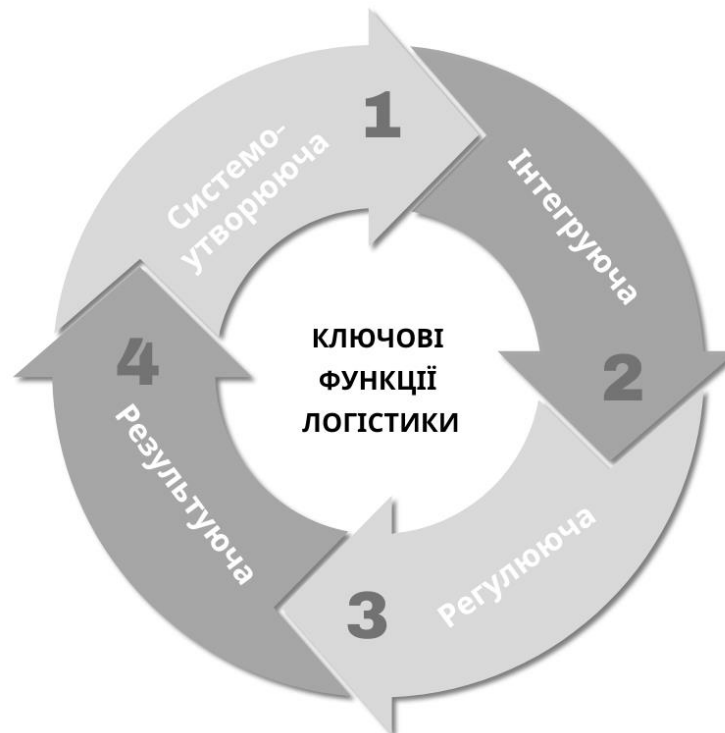 1
Системо-
утворююча
Інтегруюча
2
КЛЮЧОВІ
ФУНКЦІЇ
ЛОГІСТИКИ
Регулююча
3
4
Результуюча